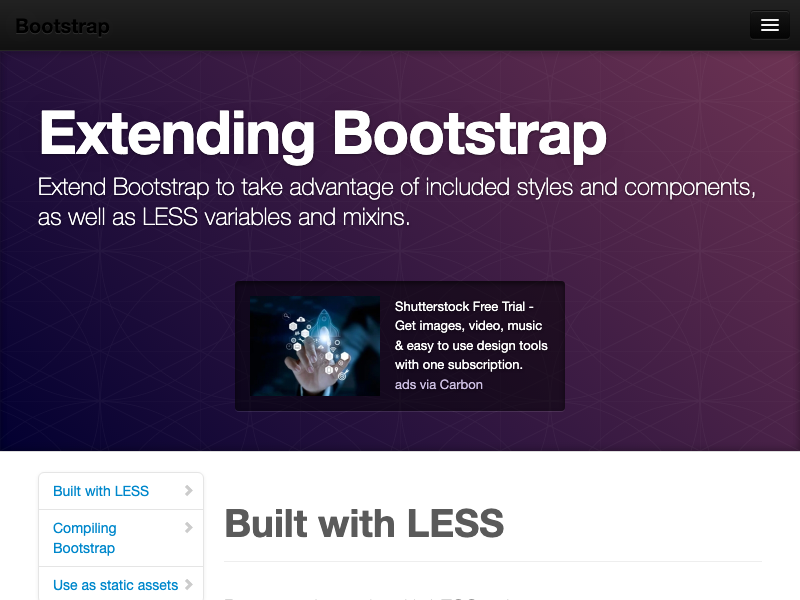 Bootstrap
Extending Bootstrap
Extend Bootstrap to take advantage of included styles and components,
as well as LESS variables and mixins.
Shutterstock Free Trial -
Get images, video, music
& easy to use design tools
with one subscription.
ads via Carbon
Built with LESS
Compiling
Bootstrap
Use as static assets
Built with LESS